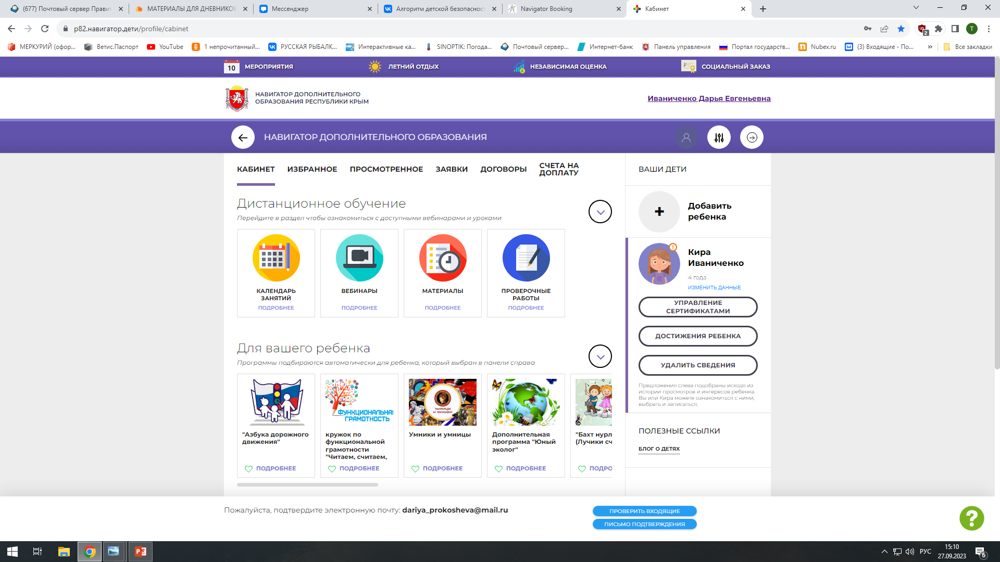 (677) Почтовый сервер Прави
МАТЕРИАЛЫ ДЛЯ ДНЕВНИКОВ
Мессенджер
Алгоритм детской безопасност
Navigator Booking
Кабинет
p82.навигатор.дети/profile/cabinet
2
T
МЕРКУРИЙ (офор...
Ветис.Паспорт
YouTube
1 непрочитанный...
РУССКАЯ РЫБАЛК...
Интерактивные ка...
SINOPTIK: Погода...
Почтовый сервер...
Интернет-банк
Панель управления
Портал государств...
Nubex.ru
(3) Входящие - По...
»
Все закладки
10 МЕРОПРИЯТИЯ
ЛЕТНИЙ ОТДЫХ
НЕЗАВИСИМАЯ ОЦЕНКА
СОЦИАЛЬНЫЙ ЗАКАЗ
НАВИГАТОР ДОПОЛНИТЕЛЬНОГО
ОБРАЗОВАНИЯ РЕСПУБЛИКИ КРЫМ
Иваниченко Дарья Евгеньевна
НАВИГАТОР ДОПОЛНИТЕЛЬНОГО ОБРАЗОВАНИЯ
КАБИНЕТ
ИЗБРАННОЕ
ПРОСМОТРЕННОЕ
ЗАЯВКИ
ДОГОВОРЫ
СЧЕТА НА
ДОПЛАТУ
Дистанционное обучение
Перейдите в раздел чтобы ознакомиться с доступными вебинарами и уроками
КАЛЕНДАРЬ
ЗАНЯТИЙ
ПОДРОБНЕЕ
ВЕБИНАРЫ
ПОДРОБНЕЕ
МАТЕРИАЛЫ
ПОДРОБНЕЕ
ПРОВЕРОЧНЫЕ
РАБОТЫ
ПОДРОБНЕЕ
Для вашего ребенка
Программы подбираются автоматически для ребенка, который выбран в панели справа
"Азбука дорожного
движения"
ПОДРОБНЕЕ
ФУНКЦИОНАЛЬНАЯ
ГРАМОТНОСТЬ
кружок по
функциональной
грамотности
"Читаем, считаем,
ПОДРОБНЕЕ
УМНИЦЫ
И УМНИКИ
Умники и умницы
ПОДРОБНЕЕ
Дополнительная
программа "Юный
эколог"
ПОДРОБНЕЕ
"Бахт нурл
(Лучики сч
ПОДРО
ВАШИ ДЕТИ
+
Добавить
ребенка
Кира
Иваниченко
4 года
ИЗМЕНИТЬ ДАННЫЕ
УПРАВЛЕНИЕ
СЕРТИФИКАТАМИ
ДОСТИЖЕНИЯ РЕБЕНКА
УДАЛИТЬ СВЕДЕНИЯ
Предложения слева подобраны исходя из
истории просмотров и интересов ребенка.
Вы или Кира можете ознакомиться с ними,
выбрать и записаться.
ПОЛЕЗНЫЕ ССЫЛКИ
БЛОГ О ДЕТЯХ
Пожалуйста, подтвердите электронную почту: dariya_prokosheva@mail.ru
ПРОВЕРИТЬ ВХОДЯЩИЕ
ПИСЬМО ПОДТВЕРЖДЕНИЯ
?
РУС
15:10
27.09.2023
6